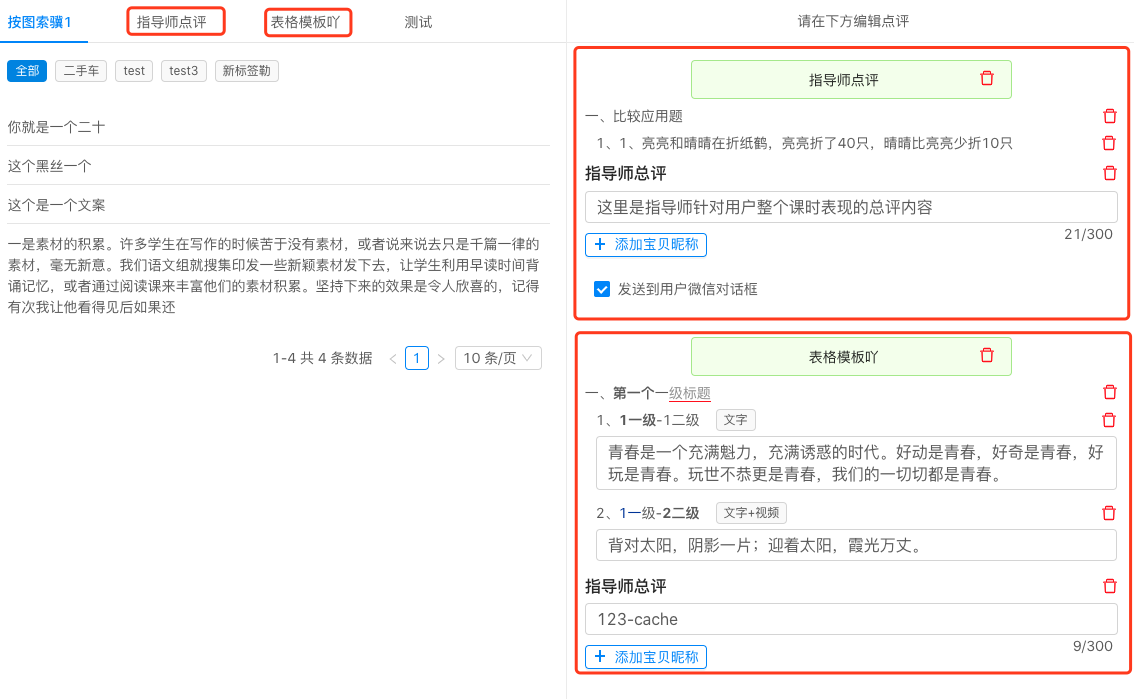 按图索骥1
指导师点评
表格模板吖
测试
全部
二手车
test
test3
新标签勒
你就是一个二十
这个黑丝一个
这个是一个文案
一是素材的积累。许多学生在写作的时候苦于没有素材，或者说来说去只是千篇一律的
素材，毫无新意。我们语文组就搜集印发一些新颖素材发下去，让学生利用早读时间背
诵记忆，或者通过阅读课来丰富他们的素材积累。坚持下来的效果是令人欣喜的，记得
有次我让他看得见后如果还
1-4 共 4 条数据
1
10 条/页
请在下方编辑点评
指导师点评
一、比较应用题
1、1、亮亮和晴晴在折纸鹤，亮亮折了40只，晴晴比亮亮少折10只
指导师总评
这里是指导师针对用户整个课时表现的总评内容
21/300
+ 添加宝贝昵称
发送到用户微信对话框
表格模板吖
一、第一个一级标题
1、1一级-1二级 文字
青春是一个充满魁力，充满诱惑的时代。好动是青春，好奇是青春，好
玩是青春。玩世不恭更是青春，我们的一切切都是青春。
2、1一级-2二级 文字+视频
背对太阳，阴影一片；迎着太阳，霞光万丈。
指导师总评
123-cache
9/300
+ 添加宝贝昵称